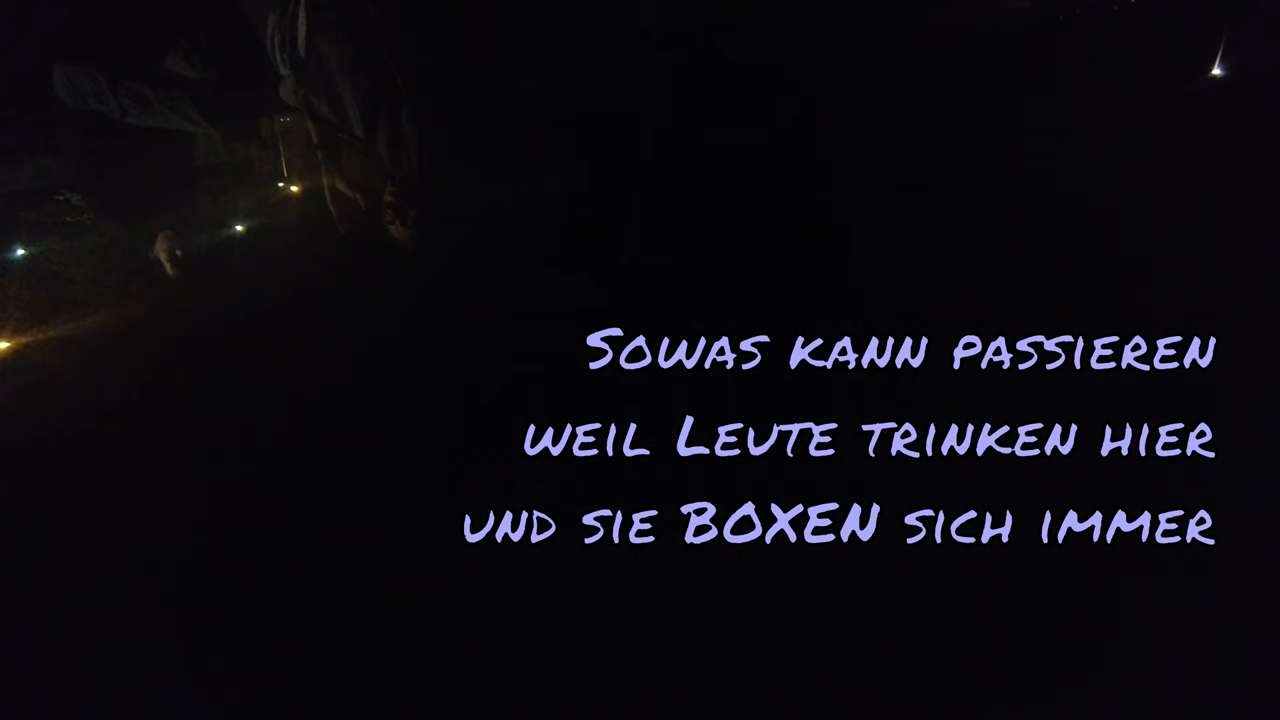 Sowas kann passieren
weil Leute trinken hier
und sie BOXEN sich immer